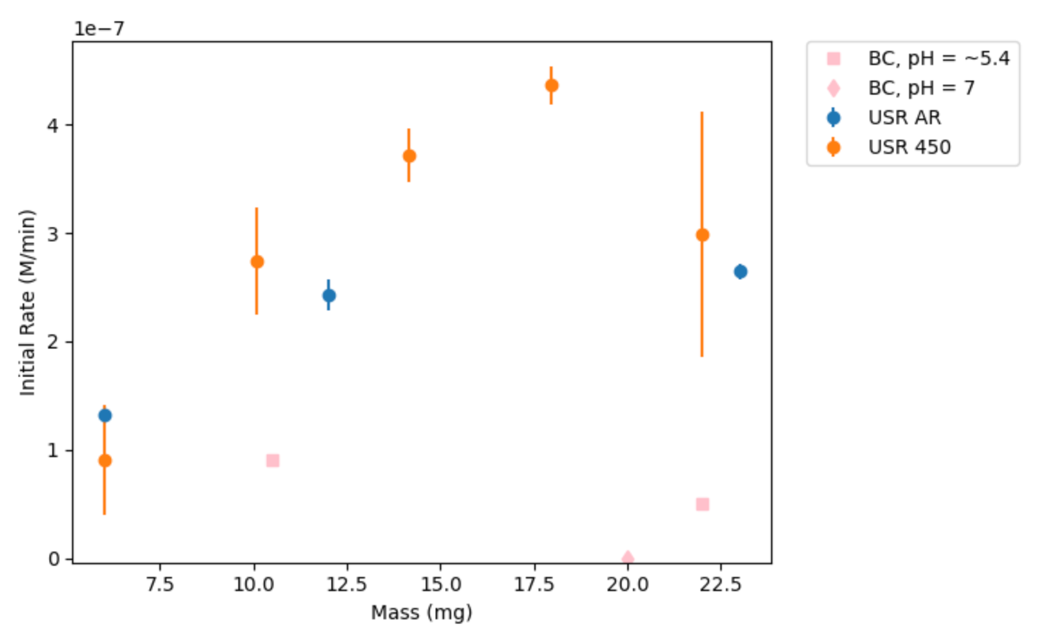 1e−7
BC, pH = ~5.4
BC, pH = 7
USR AR
USR 450
4
3
2
1
0
Initial Rate (M/min)
7.5 10.0 12.5 15.0 17.5 20.0 22.5
Mass (mg)